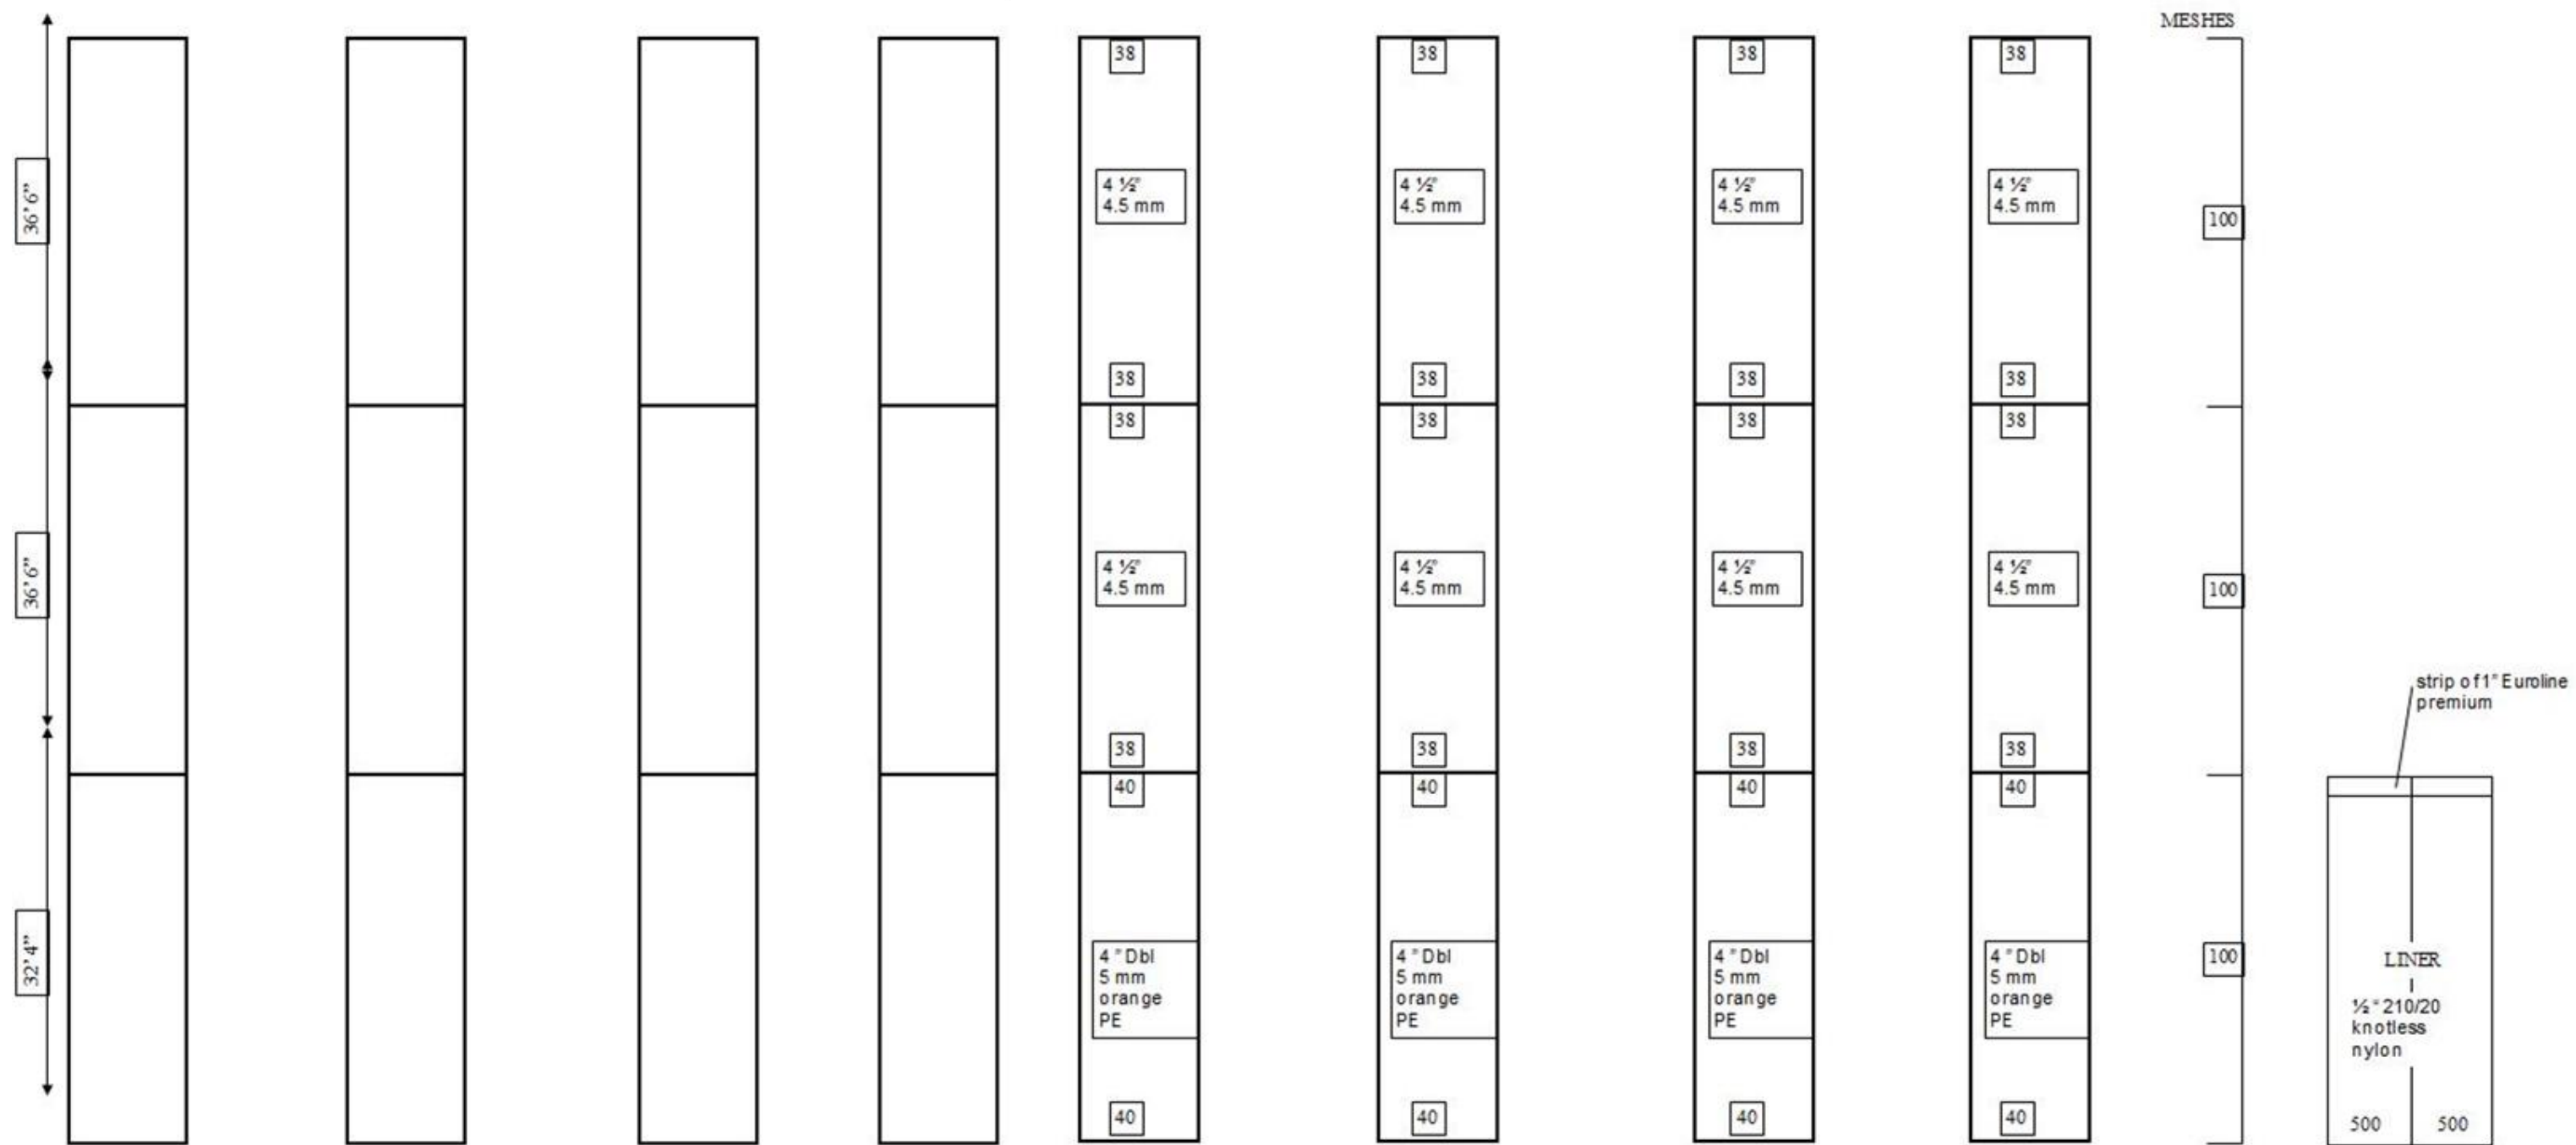 MESHES
38 38 38 38
36’6”
4 ½” 4 ½” 4 ½” 4 ½”
4.5 mm 4.5 mm 4.5 mm 4.5 mm
100
38 38 38 38
38 38 38 38
36’6”
4 ½” 4 ½” 4 ½” 4 ½”
4.5 mm 4.5 mm 4.5 mm 4.5 mm
100
strip of 1” Euroline
premium
38 38 38 38
40 40 40 40
32’4”
4 ” Dbl 4 ” Dbl 4 ” Dbl 4 ” Dbl
5 mm 5 mm 5 mm 5 mm
orange orange orange orange
PE PE PE PE
100
LINER
½ “ 210/20
knotless
nylon
40 40 40 40
500 500